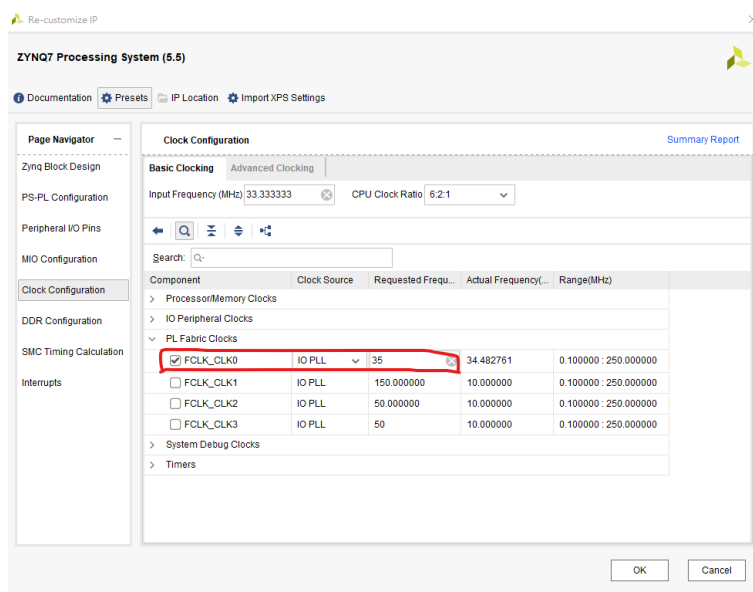 Re-customize IP
ZYNQ7 Processing System (5.5)
Documentation Presets IP Location Import XPS Settings
Page Navigator
Zynq Block Design
PS-PL Configuration
Peripheral I/O Pins
MIO Configuration
Clock Configuration
DDR Configuration
SMC Timing Calculation
Interrupts
Clock Configuration Summary Report
Basic Clocking Advanced Clocking
Input Frequency (MHz) 33.333333 CPU Clock Ratio 6:2:1
Search: Q-
Component Clock Source Requested Frequ... Actual Frequency(... Range(MHz)
> Processor/Memory Clocks
> IO Peripheral Clocks
PL Fabric Clocks
FCLK_CLK0 IO PLL 35 34.482761 0.100000 : 250.000000
FCLK_CLK1 IO PLL 150.000000 10.000000 0.100000 : 250.000000
FCLK_CLK2 IO PLL 50.000000 10.000000 0.100000 : 250.000000
FCLK_CLK3 IO PLL 50 10.000000 0.100000 : 250.000000
> System Debug Clocks
> Timers
OK Cancel